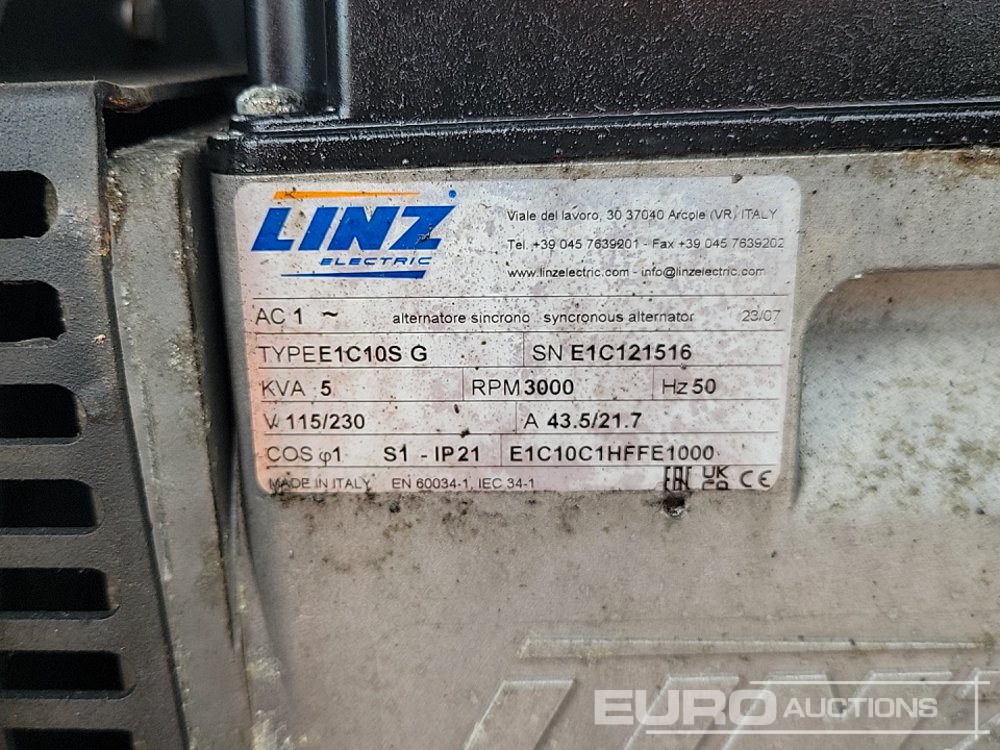 LINZ
ELECTRIC
Viale del lavoro, 30 37040 Arcole (VR) ITALY
Tel. +39 045 7639201 - Fax +39 045 7639202
www.linzelectric.com - info@linzelectric.com
AC 1 ~ alternatore sincrono syncronous alternator 23/07
TYPE E1C10S G SN E1C121516
KVA 5 RPM 3000 Hz 50
V 115/230 A 43.5/21.7
COS φ1 S1 - IP21 E1C10C1HFFE1000
MADE IN ITALY EN 60034-1, IEC 34-1 EAC UKCA CE
EURO AUCTIONS